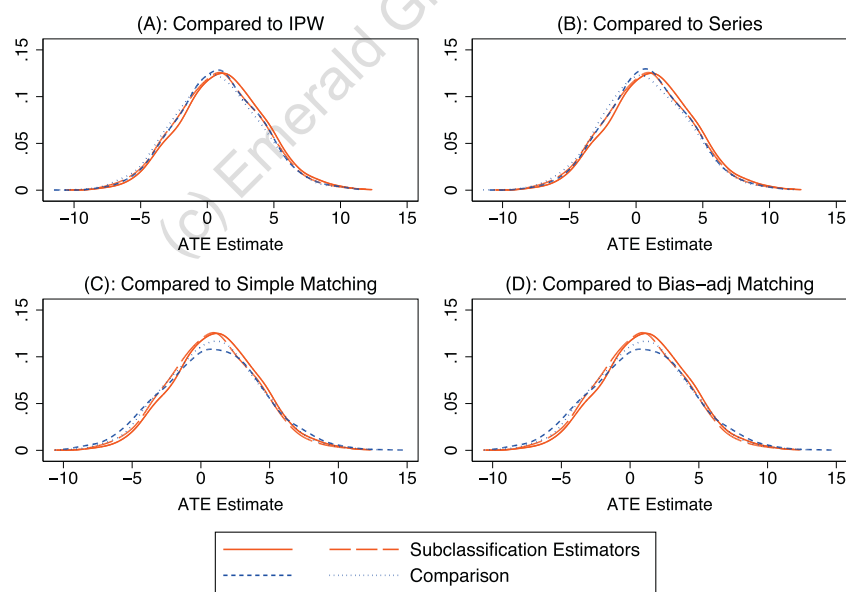 (c) Emerald G
(A): Compared to IPW
.15
.1
.05
0
−10 −5 0 5 10 15
ATE Estimate
(B): Compared to Series
.15
.1
.05
0
−10 −5 0 5 10 15
ATE Estimate
(C): Compared to Simple Matching
.15
.1
.05
0
−10 −5 0 5 10 15
ATE Estimate
(D): Compared to Bias−adj Matching
.15
.1
.05
0
−10 −5 0 5 10 15
ATE Estimate
Subclassification Estimators
Comparison